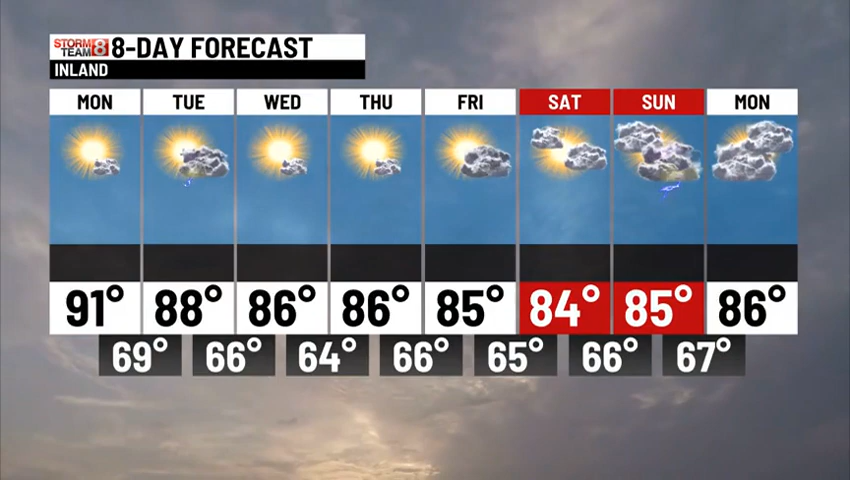 STORM TEAM 8 8-DAY FORECAST
INLAND
MON TUE WED THU FRI SAT SUN MON
91° 88° 86° 86° 85° 84° 85° 86°
69° 66° 64° 66° 65° 66° 67°